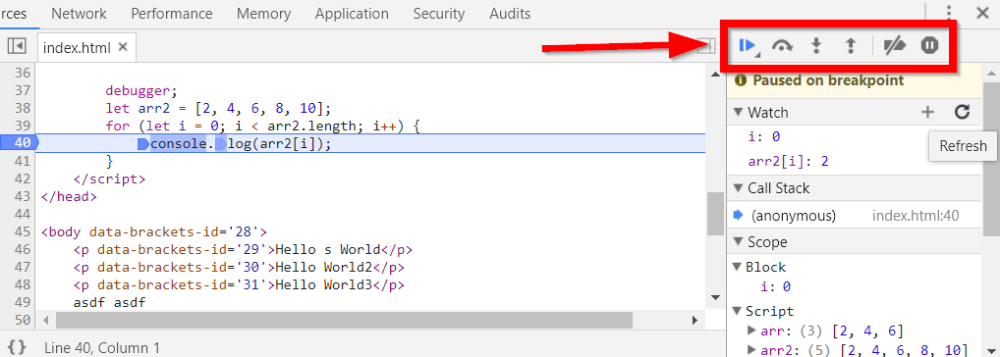 rces Network Performance Memory Application Security Audits
index.html
36
37 debugger;
38 let arr2 = [2, 4, 6, 8, 10];
39 for (let i = 0; i < arr2.length; i++) {
40 console.log(arr2[i]);
41 }
42 </script>
43 </head>
44
45 <body data-brackets-id='28'>
46 <p data-brackets-id='29'>Hello s World</p>
47 <p data-brackets-id='30'>Hello World2</p>
48 <p data-brackets-id='31'>Hello World3</p>
49 asdf asdf
50
{} Line 40, Column 1
Paused on breakpoint
Watch
Refresh
i: 0
arr2[i]: 2
Call Stack
(anonymous) index.html:40
Scope
Block
i: 0
Script
arr: (3) [2, 4, 6]
arr2: (5) [2, 4, 6, 8, 10]